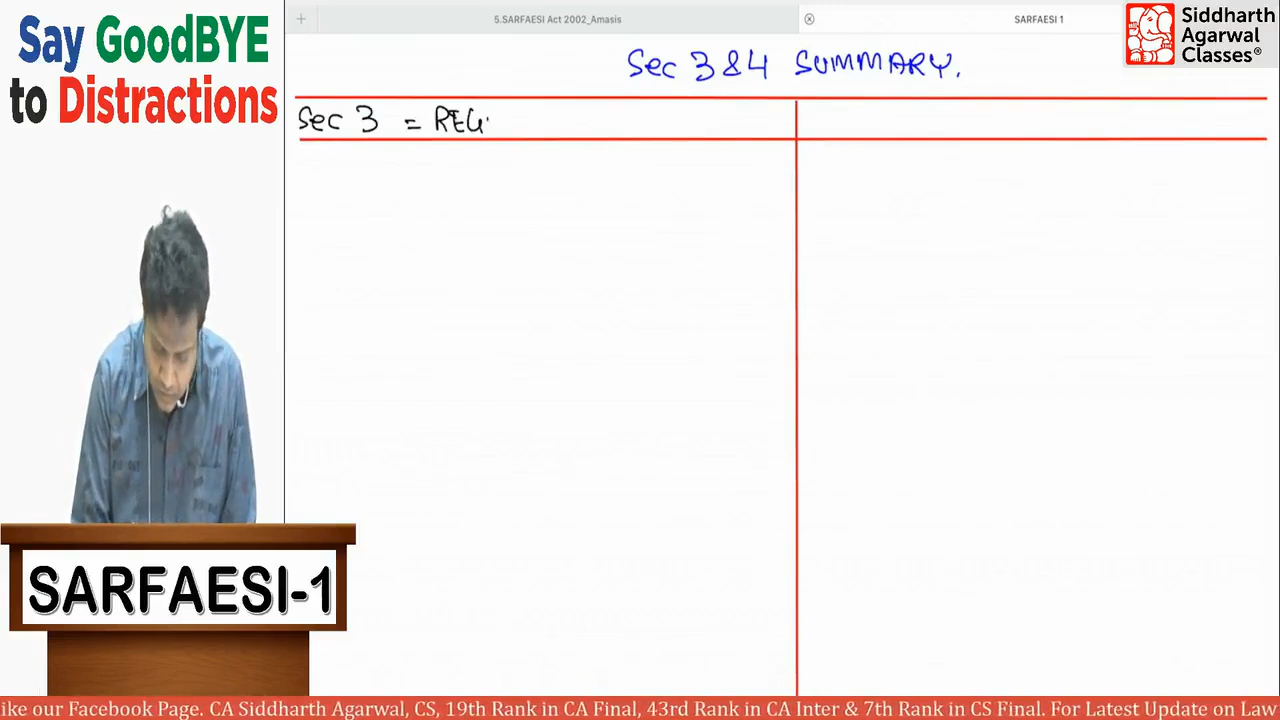 Say GoodBYE
to Distractions
5.SARFAESI Act 2002_Amasis
SARFAESI 1
Siddharth
Agarwal
Classes®
Sec 3 & 4 SUMMARY.
Sec 3 = REG.
SARFAESI-1
ike our Facebook Page. CA Siddharth Agarwal, CS, 19th Rank in CA Final, 43rd Rank in CA Inter & 7th Rank in CS Final. For Latest Update on Law